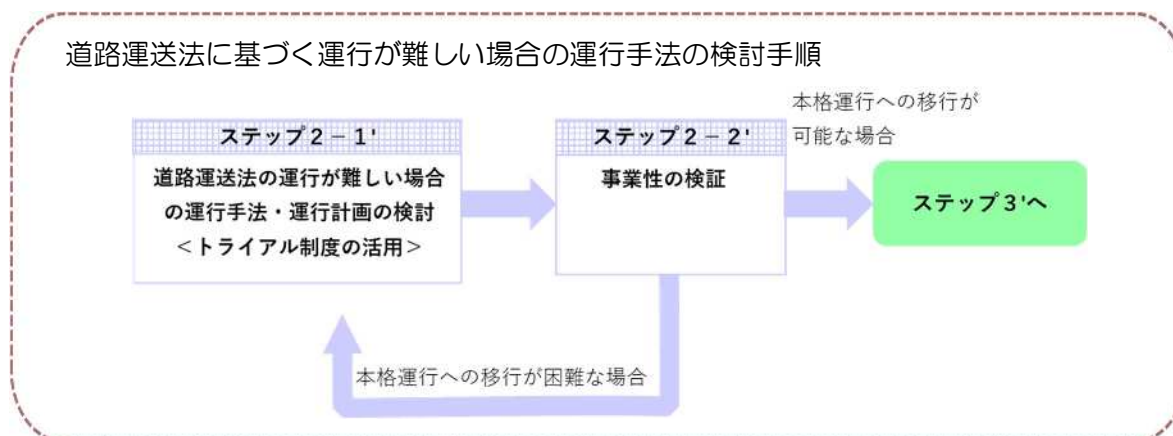 道路運送法に基づく運行が難しい場合の運行手法の検討手順
本格運行への移行が
可能な場合
ステップ２－１'
道路運送法の運行が難しい場合
の運行手法・運行計画の検討
＜トライアル制度の活用＞
ステップ２－２'
事業性の検証
ステップ３'へ
本格運行への移行が困難な場合